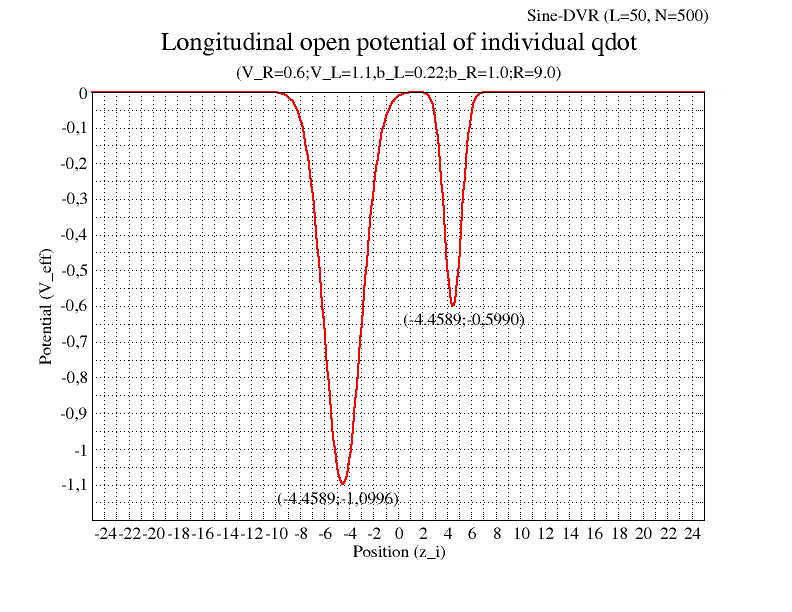 Sine-DVR (L=50, N=500)
Longitudinal open potential of individual qdot
(V_R=0.6;V_L=1.1,b_L=0.22;b_R=1.0;R=9.0)
0
-0,1
-0,2
-0,3
-0,4
-0,5
-0,6
-0,7
-0,8
-0,9
-1
-1,1
Potential (V_eff)
(-4.4589;-0,5990)
(-4.4589;-1,0996)
-24 -22 -20 -18 -16 -14 -12 -10 -8 -6 -4 -2 0 2 4 6 8 10 12 14 16 18 20 22 24
Position (z_i)